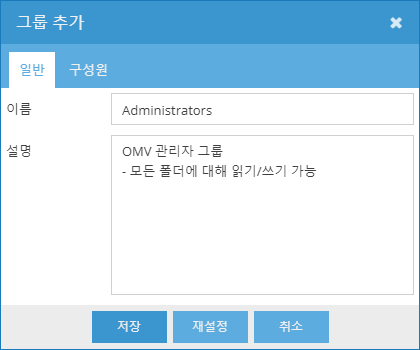 그룹 추가
일반 구성원
이름 Administrators
설명 OMV 관리자 그룹
- 모든 폴더에 대해 읽기/쓰기 가능
저장 재설정 취소